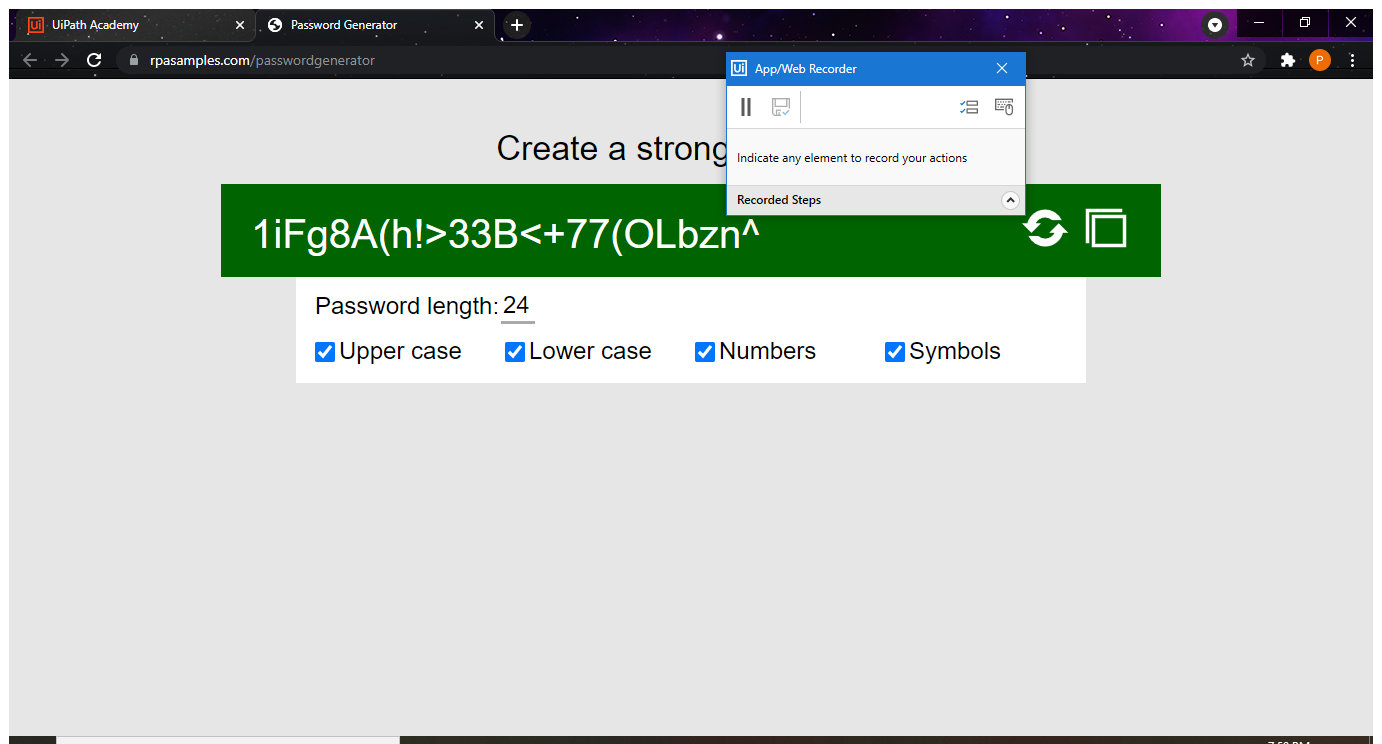 Ui UiPath Academy
Password Generator
rpasamples.com/passwordgenerator
P
Ui App/Web Recorder
Indicate any element to record your actions
Recorded Steps
Create a strong
1iFg8A(h!>33B<+77(OLbzn^
Password length: 24
Upper case Lower case Numbers Symbols